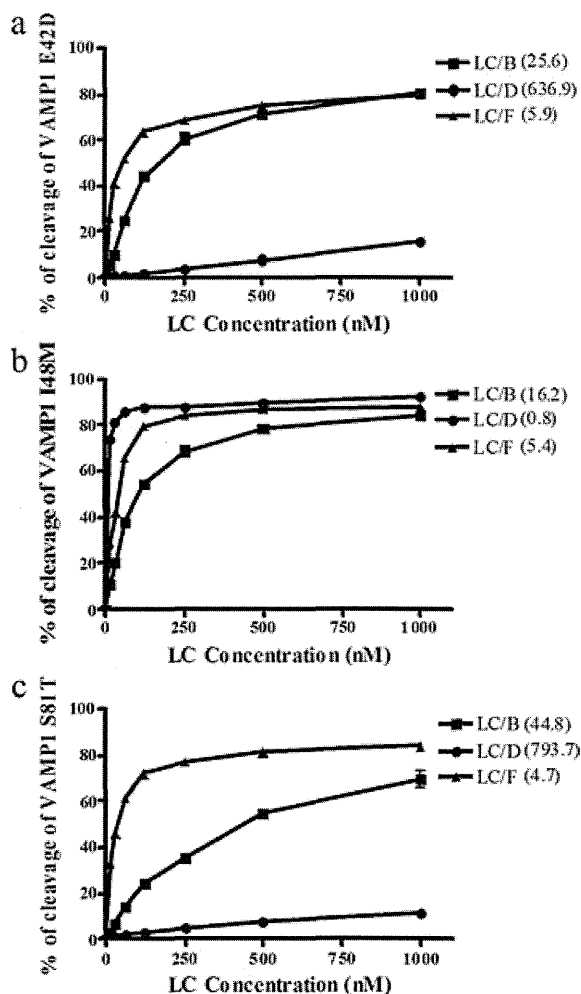 a
% of cleavage of VAMP1 E42D
100
80
60
40
20
0
0 250 500 750 1000
LC Concentration (nM)
LC/B (25.6)
LC/D (636.9)
LC/F (5.9)
b
% of cleavage of VAMP1 I48M
100
80
60
40
20
0
0 250 500 750 1000
LC Concentration (nM)
LC/B (16.2)
LC/D (0.8)
LC/F (5.4)
c
% of cleavage of VAMP1 S81T
100
80
60
40
20
0
0 250 500 750 1000
LC Concentration (nM)
LC/B (44.8)
LC/D (793.7)
LC/F (4.7)